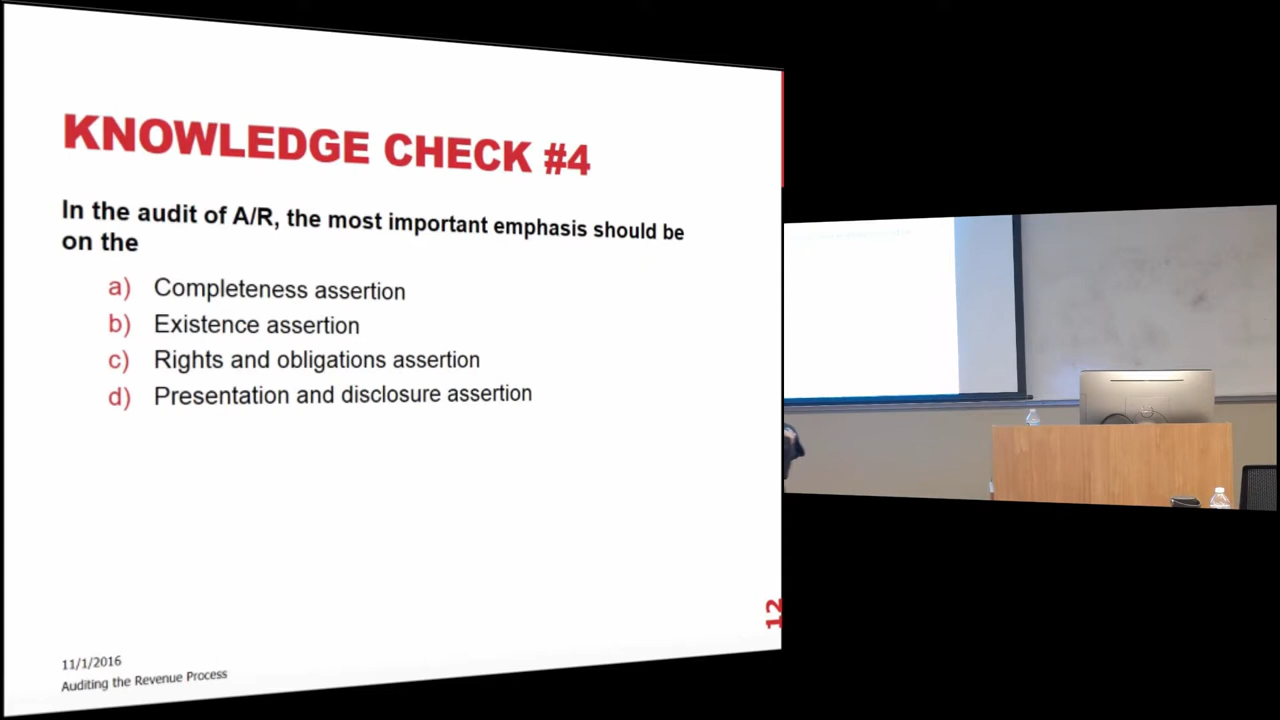 KNOWLEDGE CHECK #4
In the audit of A/R, the most important emphasis should be
on the
a) Completeness assertion
b) Existence assertion
c) Rights and obligations assertion
d) Presentation and disclosure assertion
12
11/1/2016
Auditing the Revenue Process